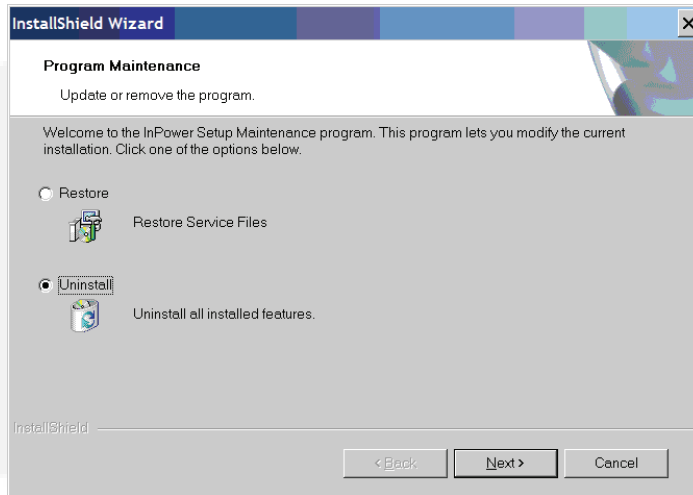 InstallShield Wizard
Program Maintenance
Update or remove the program.
Welcome to the InPower Setup Maintenance program. This program lets you modify the current
installation. Click one of the options below.
Restore
Restore Service Files
Uninstall
Uninstall all installed features.
InstallShield
< Back
Next >
Cancel